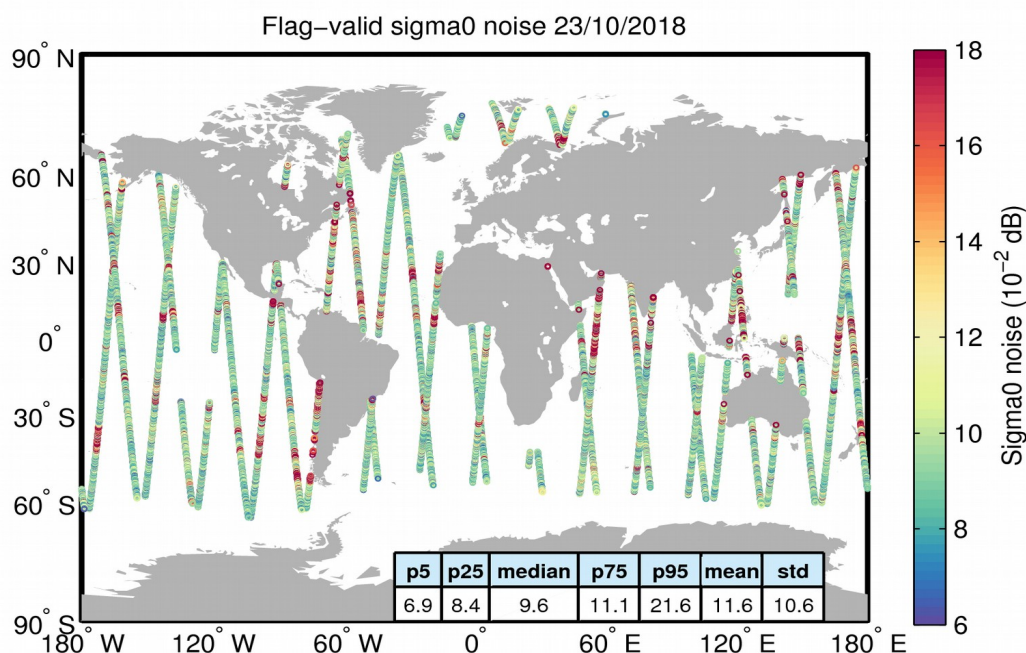 Flag−valid sigma0 noise 23/10/2018
90° N
60° N
30° N
0°
30° S
60° S
90° S
180° W
120° W
60° W
0°
60° E
120° E
180° E
p5 p25 median p75 p95 mean std
6.9 8.4 9.6 11.1 21.6 11.6 10.6
18
16
14
12
10
8
6
Sigma0 noise (10⁻² dB)